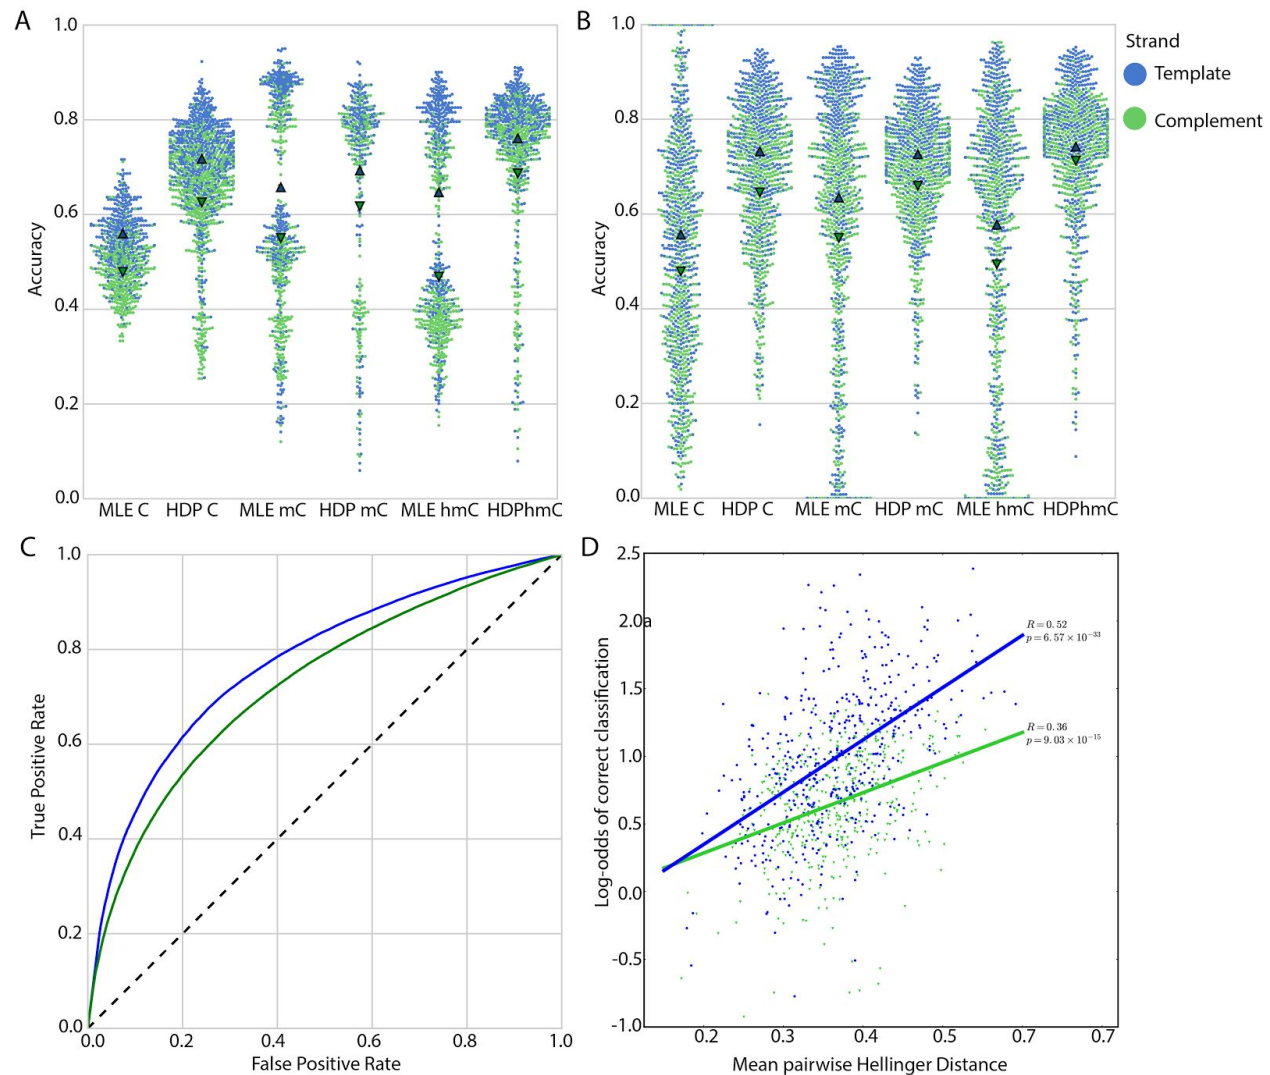 A
1.0
0.8
0.6
0.4
0.2
0.0
Accuracy
MLE C HDP C MLE mC HDP mC MLE hmC HDPhmC
B
1.0
0.8
0.6
0.4
0.2
0.0
Accuracy
MLE C HDP C MLE mC HDP mC MLE hmC HDPhmC
Strand
Template
Complement
C
1.0
0.8
0.6
0.4
0.2
0.0
True Positive Rate
0.0 0.2 0.4 0.6 0.8 1.0
False Positive Rate
D
2.5
2.0a
1.5
1.0
0.5
0.0
-0.5
-1.0
Log-odds of correct classification
R = 0.52
p = 6.57 × 10⁻³³
R = 0.36
p = 9.03 × 10⁻¹⁵
0.2 0.3 0.4 0.5 0.7 0.7
Mean pairwise Hellinger Distance